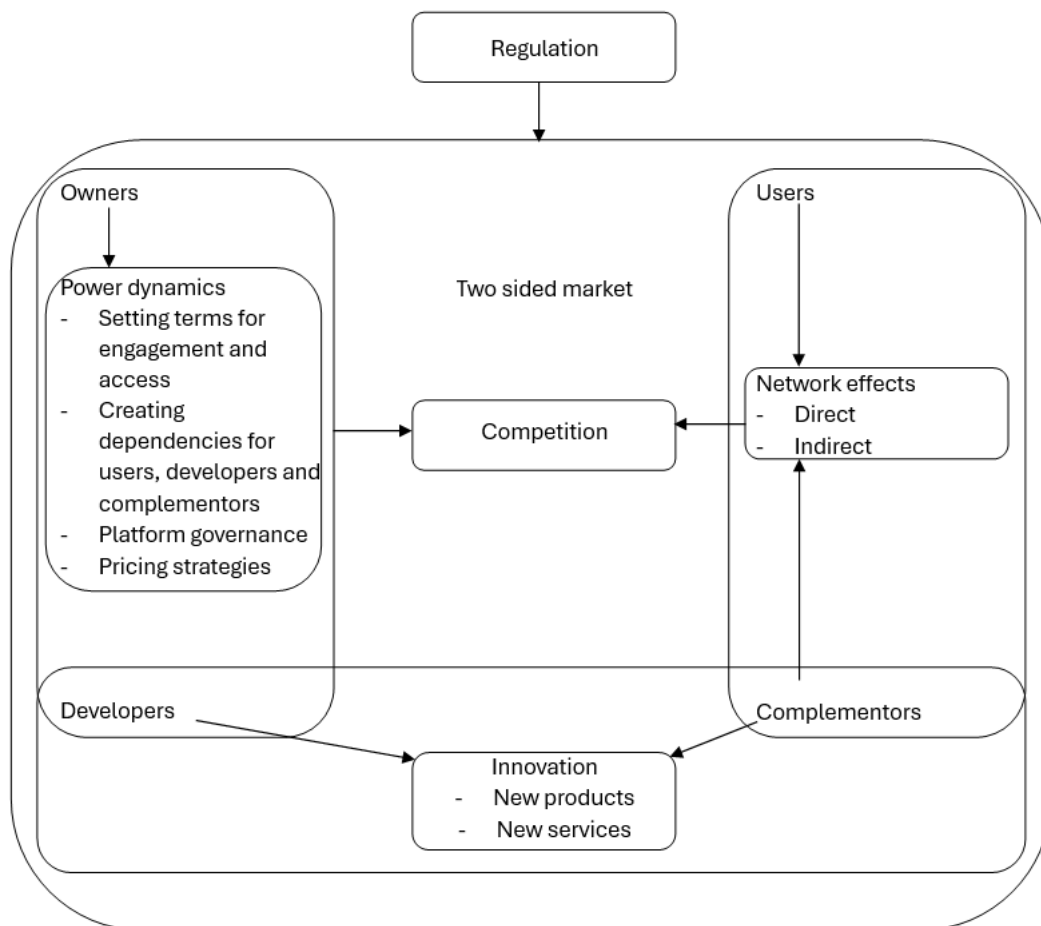 Regulation
Owners
Users
Power dynamics
- Setting terms for
engagement and
access
- Creating
dependencies for
users, developers and
complementors
- Platform governance
- Pricing strategies
Two sided market
Competition
Network effects
- Direct
- Indirect
Developers
Complementors
Innovation
- New products
- New services